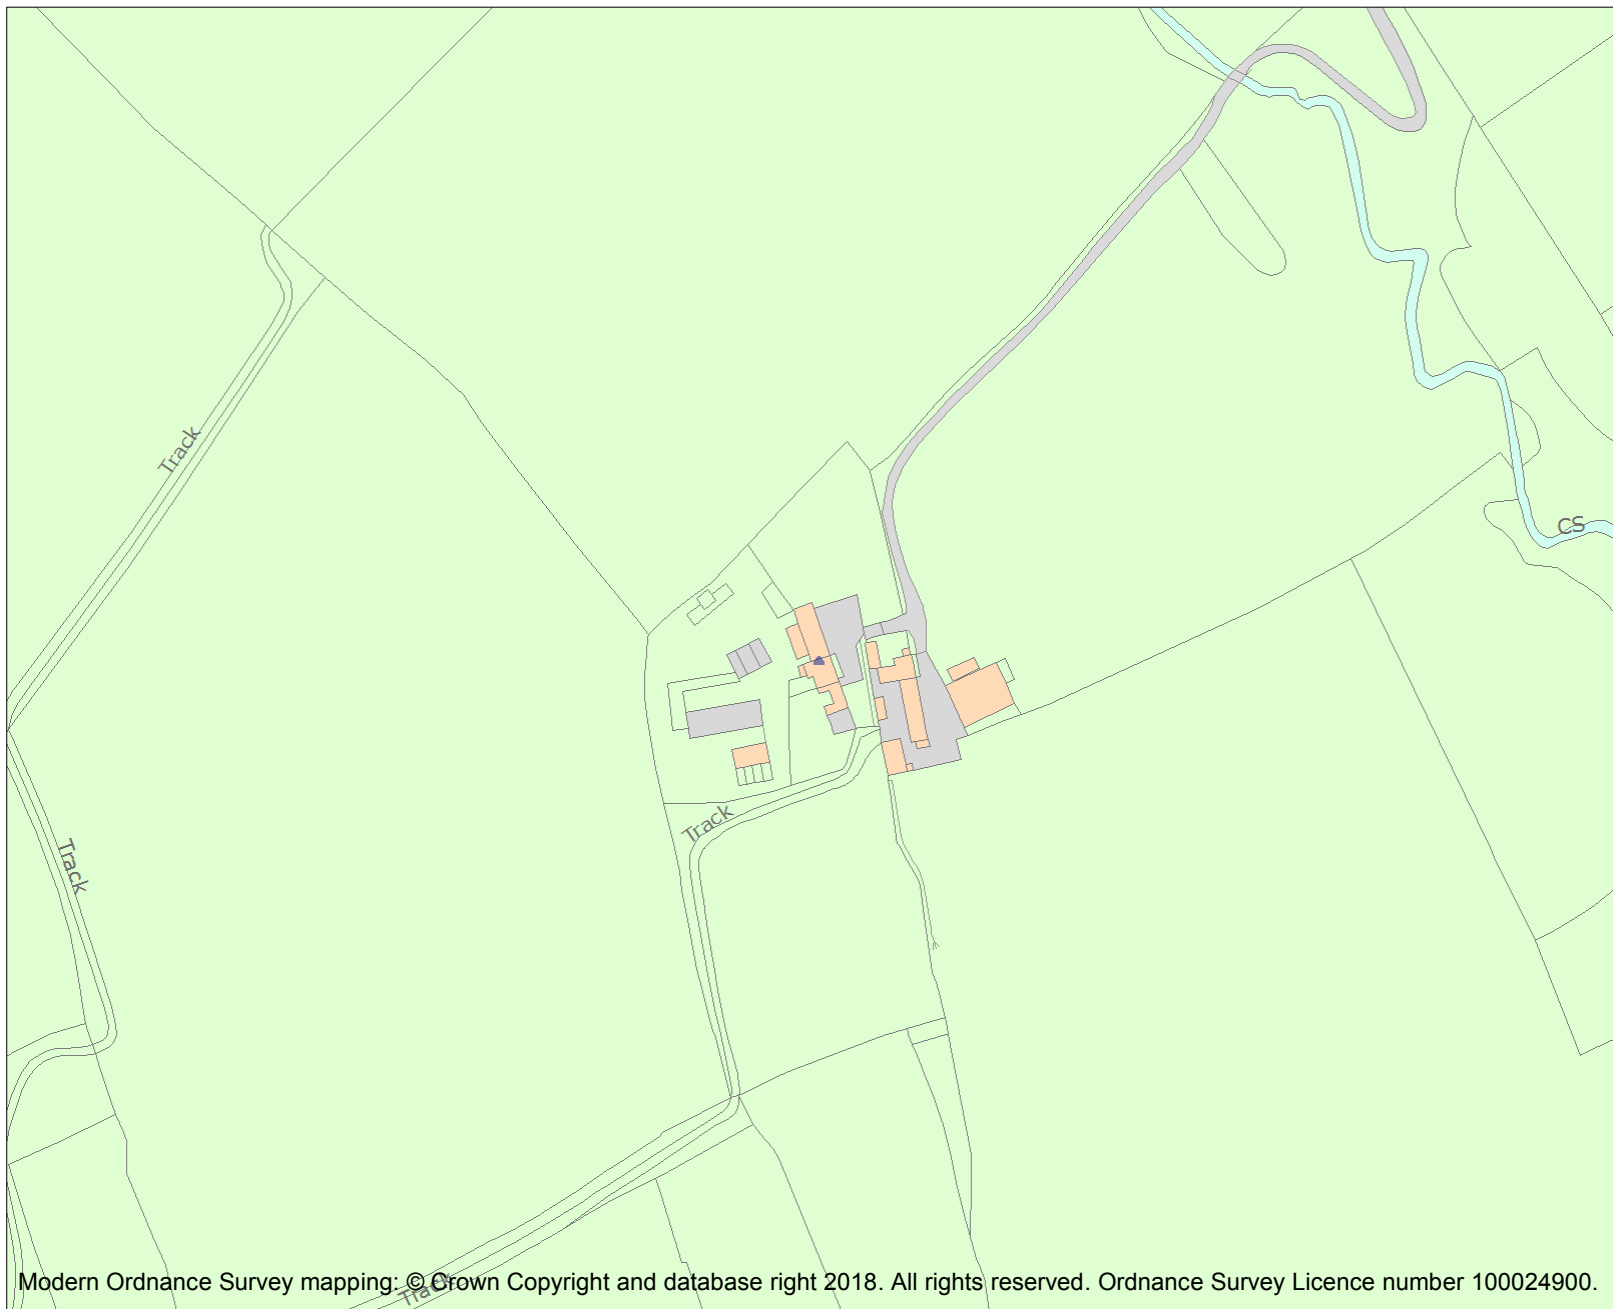 Track
CS
Track
Track
Track
Modern Ordnance Survey mapping: © Crown Copyright and database right 2018. All rights reserved. Ordnance Survey Licence number 100024900.